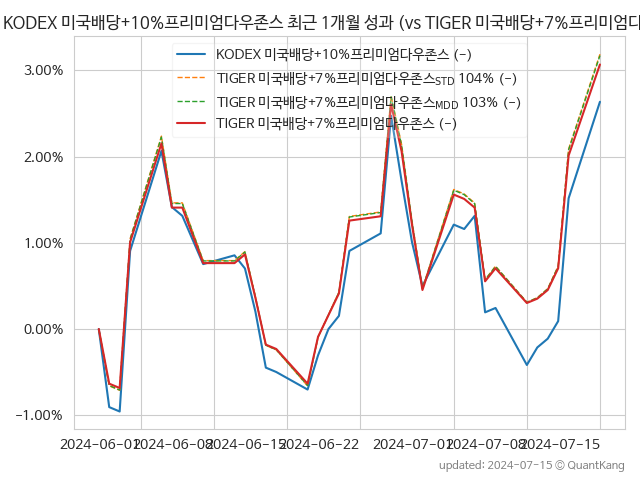 KODEX 미국배당+10%프리미엄다우존스 최근 1개월 성과 (vs TIGER 미국배당+7%프리미엄다
KODEX 미국배당+10%프리미엄다우존스 (-)
TIGER 미국배당+7%프리미엄다우존스STD 104% (-)
TIGER 미국배당+7%프리미엄다우존스MDD 103% (-)
TIGER 미국배당+7%프리미엄다우존스 (-)
3.00%
2.00%
1.00%
0.00%
-1.00%
2024-06-01 2024-06-08 2024-06-15 2024-06-22 2024-07-01 2024-07-08 2024-07-15
updated: 2024-07-15 © QuantKang